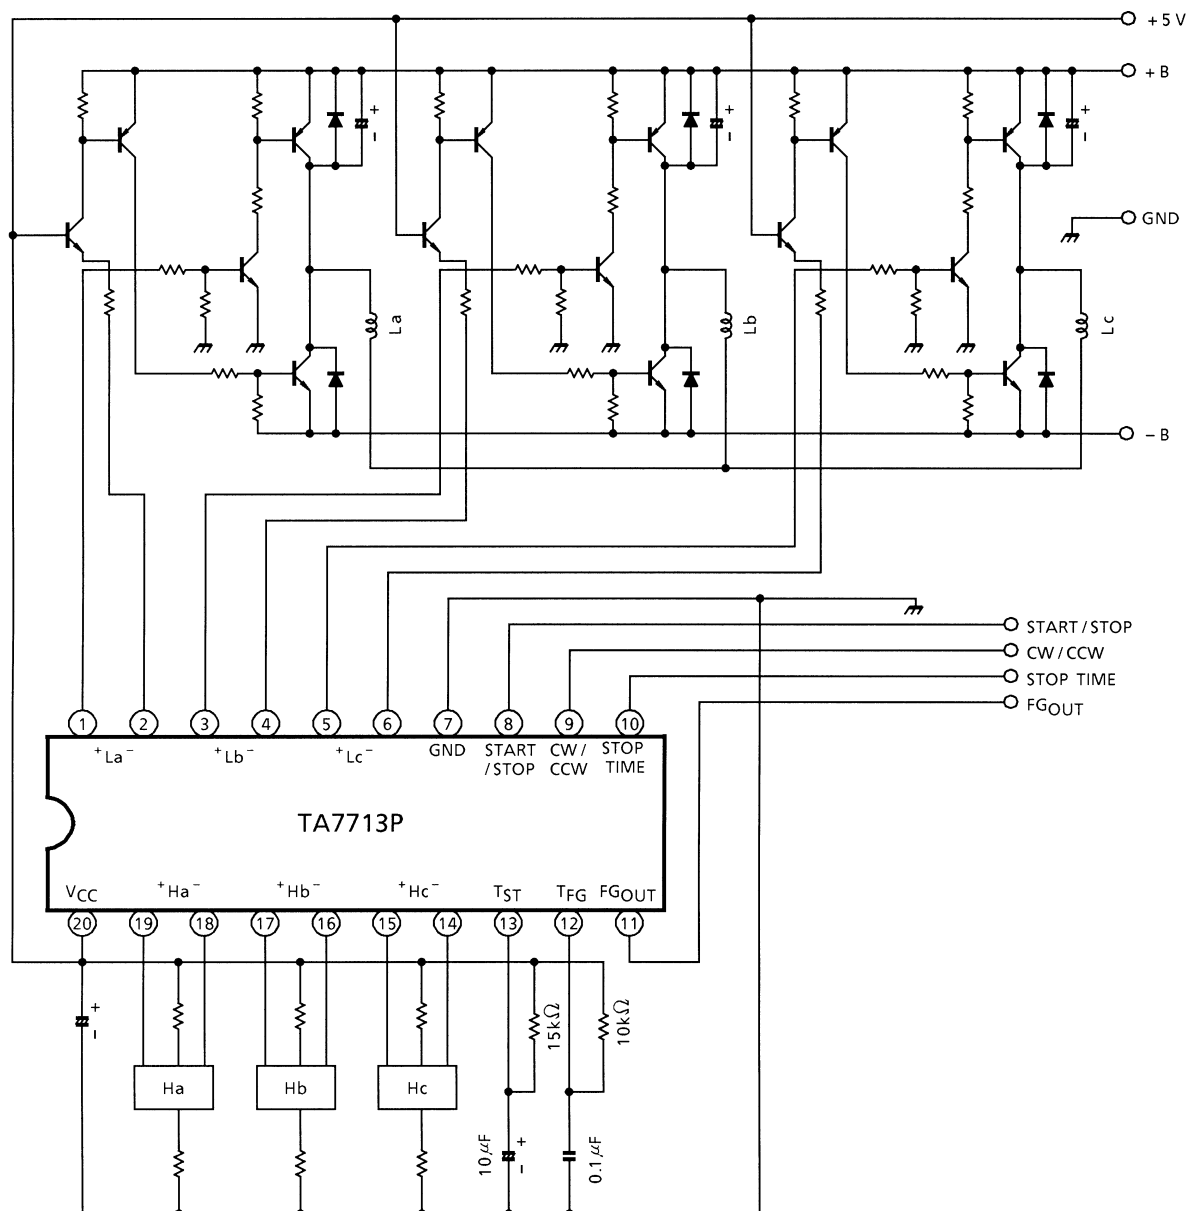 +5 V
+ B
+
-
+
-
+
-
GND
La
Lb
Lc
- B
START/STOP
CW/CCW
STOP TIME
FGOUT
1 2 3 4 5 6 7 8 9 10
+La- +Lb- +Lc- GND START/STOP CW/CCW STOP TIME
TA7713P
VCC +Ha- +Hb- +Hc- TST TFG FGOUT
20 19 18 17 16 15 14 13 12 11
+
-
15kΩ
10kΩ
Ha Hb Hc
10μF
+
-
0.1μF